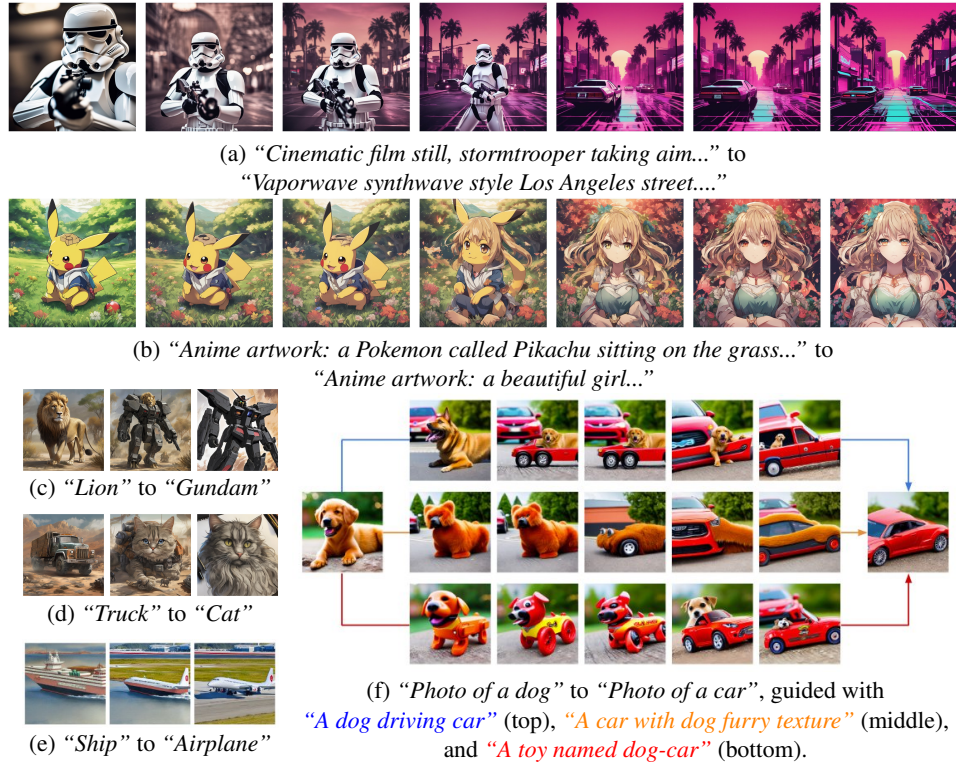 (a) “Cinematic film still, stormtrooper taking aim...” to
“Vaporwave synthwave style Los Angeles street....”
(b) “Anime artwork: a Pokemon called Pikachu sitting on the grass...” to
“Anime artwork: a beautiful girl...”
(c) “Lion” to “Gundam”
(d) “Truck” to “Cat”
(e) “Ship” to “Airplane”
(f) “Photo of a dog” to “Photo of a car”, guided with
“A dog driving car” (top), “A car with dog furry texture” (middle),
and “A toy named dog-car” (bottom).